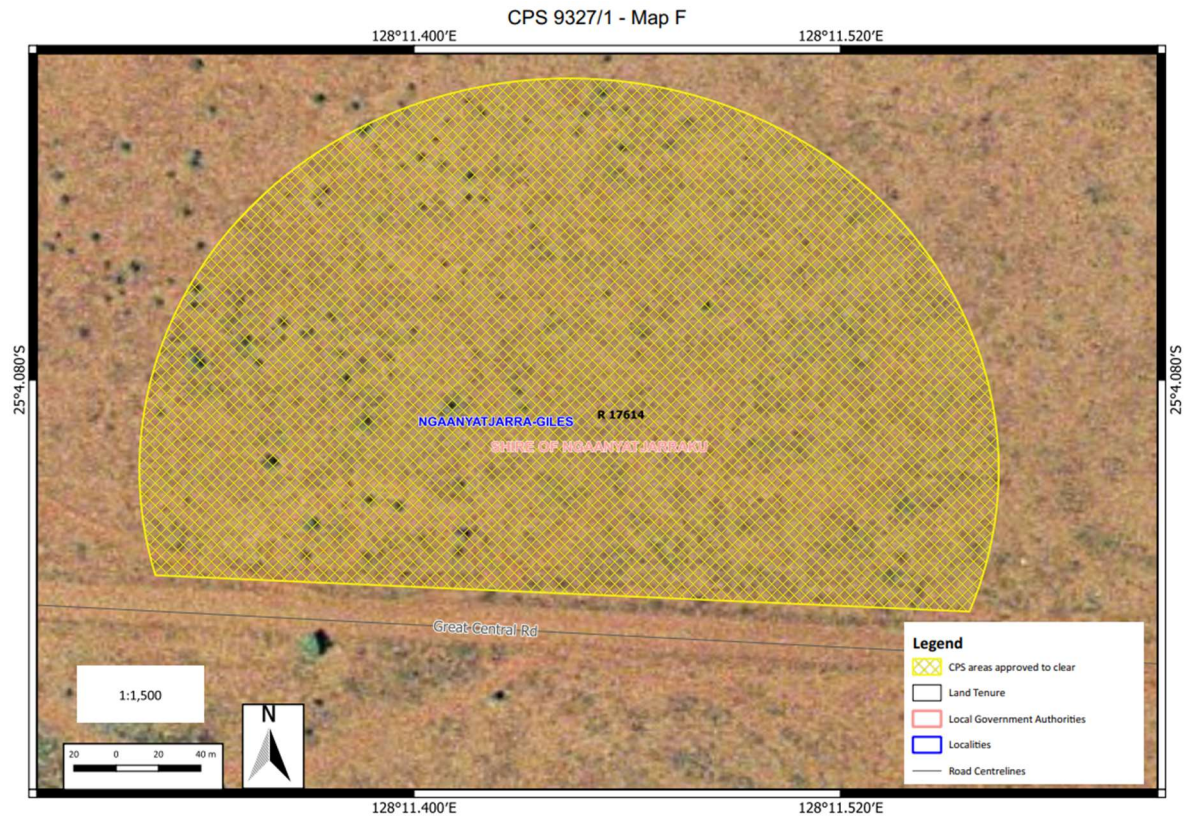 CPS 9327/1 - Map F
128°11.400'E
128°11.520'E
25°4.080'S
25°4.080'S
R 17614
NGAANYATJARRA-GILES
SHIRE OF NGAANYATJARRAKU
Great Central Rd
Legend
CPS areas approved to clear
Land Tenure
Local Government Authorities
Localities
Road Centrelines
1:1,500
N
20 0 20 40 m
128°11.400'E
128°11.520'E